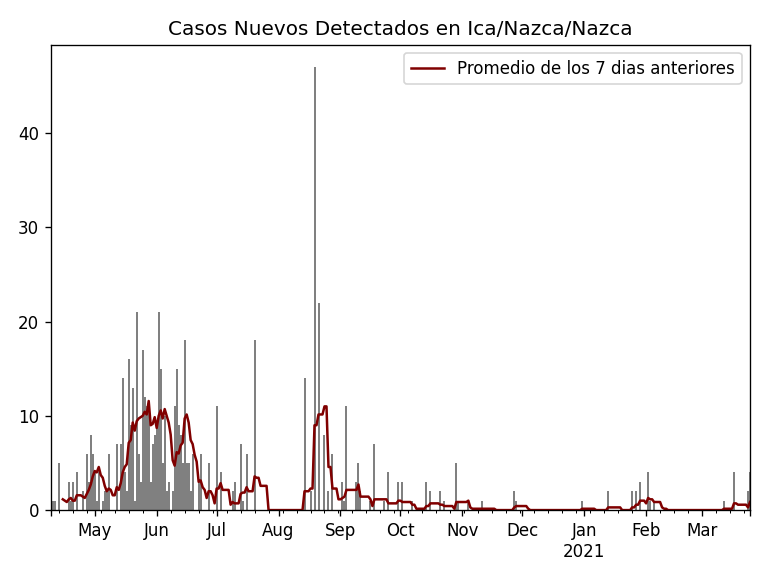 Casos Nuevos Detectados en Ica/Nazca/Nazca
Promedio de los 7 dias anteriores
40
30
20
10
0
May Jun Jul Aug Sep Oct Nov Dec Jan Feb Mar
2021